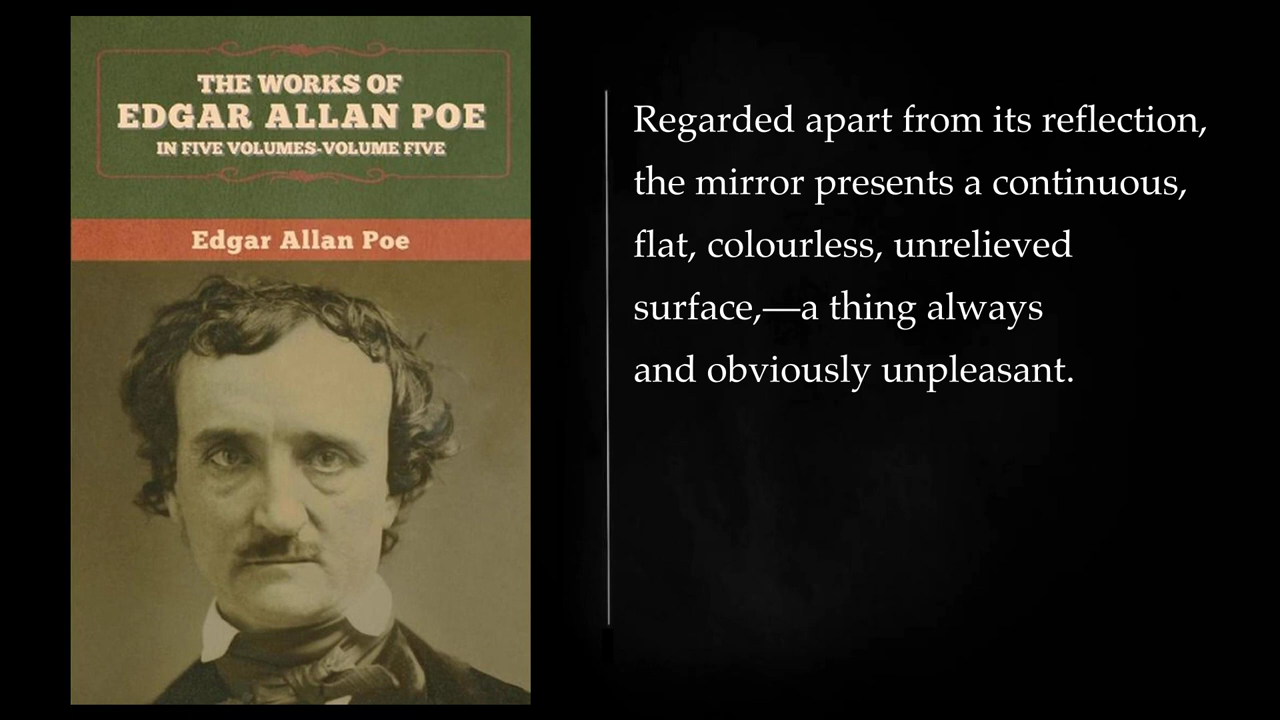 THE WORKS OF
EDGAR ALLAN POE
IN FIVE VOLUMES-VOLUME FIVE
Edgar Allan Poe
Regarded apart from its reflection,
the mirror presents a continuous,
flat, colourless, unrelieved
surface,—a thing always
and obviously unpleasant.